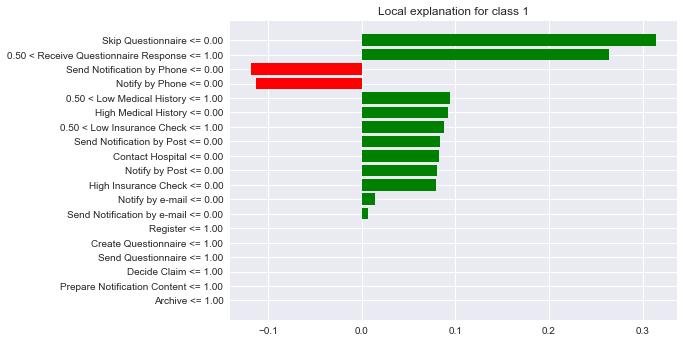 Local explanation for class 1
Skip Questionnaire <= 0.00
0.50 < Receive Questionnaire Response <= 1.00
Send Notification by Phone <= 0.00
Notify by Phone <= 0.00
0.50 < Low Medical History <= 1.00
High Medical History <= 0.00
0.50 < Low Insurance Check <= 1.00
Send Notification by Post <= 0.00
Contact Hospital <= 0.00
Notify by Post <= 0.00
High Insurance Check <= 0.00
Notify by e-mail <= 0.00
Send Notification by e-mail <= 0.00
Register <= 1.00
Create Questionnaire <= 1.00
Send Questionnaire <= 1.00
Decide Claim <= 1.00
Prepare Notification Content <= 1.00
Archive <= 1.00
−0.1 0.0 0.1 0.2 0.3